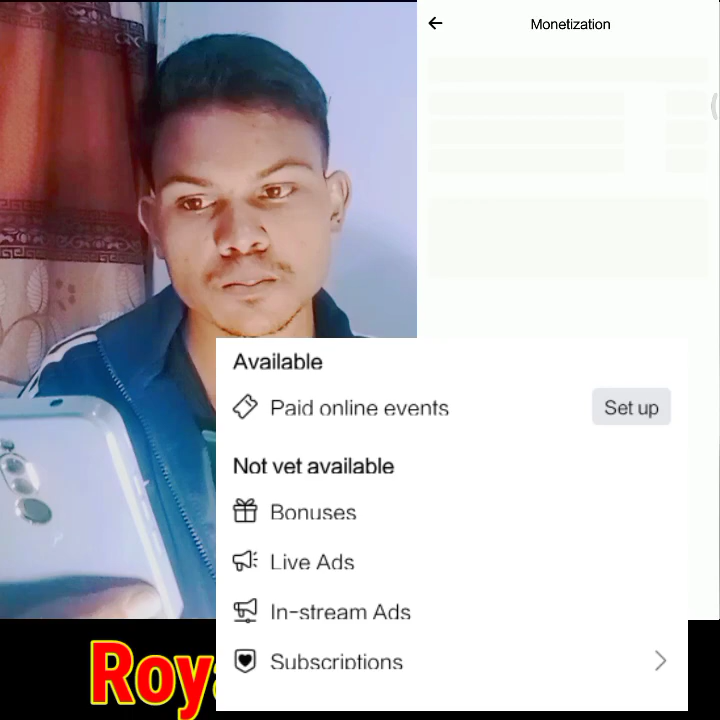 Monetization
Available
Paid online events
Set up
Not vet available
Bonuses
Live Ads
In-stream Ads
Subscriptions
Roy